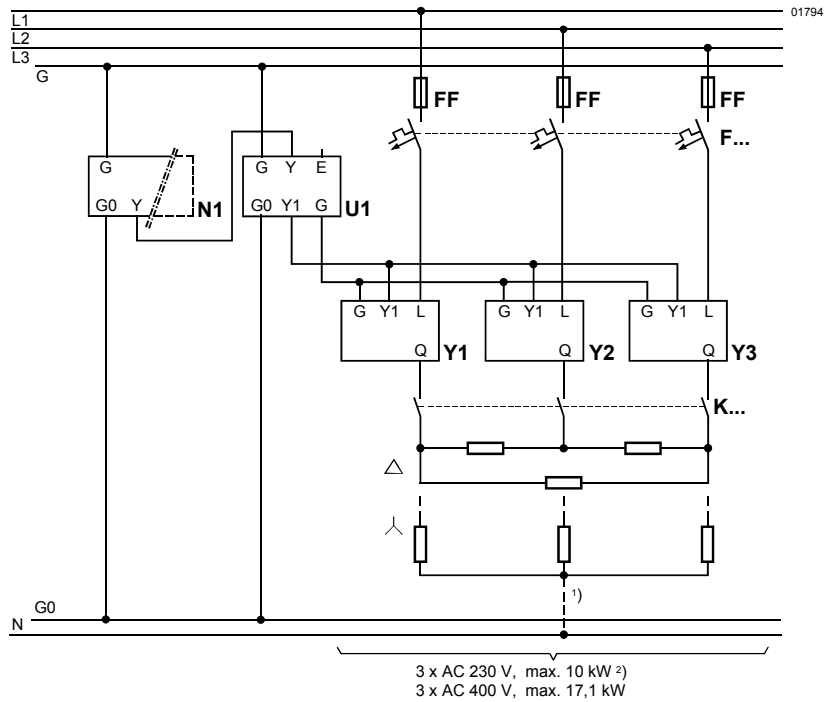 01794
L1
L2
L3
G
FF FF FF
F...
G
G0 Y
N1
G Y E
G0 Y1 G
U1
G Y1 L G Y1 L G Y1 L
Q Y1 Q Y2 Q Y3
K...
1)
G0
N
3 x AC 230 V, max. 10 kW 2)
3 x AC 400 V, max. 17,1 kW